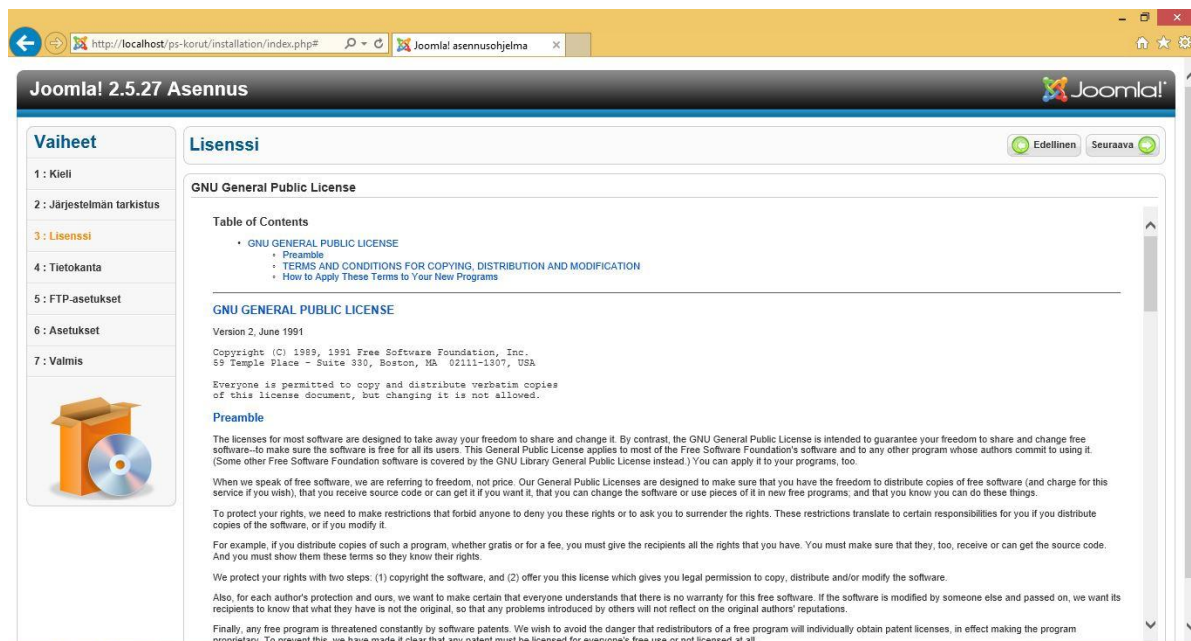 http://localhost/ps-korut/installation/index.php#
Joomla! asennusohjelma
Joomla! 2.5.27 Asennus
Joomla!
Vaiheet
1 : Kieli
2 : Järjestelmän tarkistus
3 : Lisenssi
4 : Tietokanta
5 : FTP-asetukset
6 : Asetukset
7 : Valmis
Lisenssi
Edellinen
Seuraava
GNU General Public License
Table of Contents
GNU GENERAL PUBLIC LICENSE
Preamble
TERMS AND CONDITIONS FOR COPYING, DISTRIBUTION AND MODIFICATION
How to Apply These Terms to Your New Programs
GNU GENERAL PUBLIC LICENSE
Version 2, June 1991
Copyright (C) 1989, 1991 Free Software Foundation, Inc.
59 Temple Place - Suite 330, Boston, MA 02111-1307, USA
Everyone is permitted to copy and distribute verbatim copies
of this license document, but changing it is not allowed.
Preamble
The licenses for most software are designed to take away your freedom to share and change it. By contrast, the GNU General Public License is intended to guarantee your freedom to share and change free
software--to make sure the software is free for all its users. This General Public License applies to most of the Free Software Foundation's software and to any other program whose authors commit to using it.
(Some other Free Software Foundation software is covered by the GNU Library General Public License instead.) You can apply it to your programs, too.
When we speak of free software, we are referring to freedom, not price. Our General Public Licenses are designed to make sure that you have the freedom to distribute copies of free software (and charge for this
service if you wish), that you receive source code or can get it if you want it, that you can change the software or use pieces of it in new free programs; and that you know you can do these things.
To protect your rights, we need to make restrictions that forbid anyone to deny you these rights or to ask you to surrender the rights. These restrictions translate to certain responsibilities for you if you distribute
copies of the software, or if you modify it.
For example, if you distribute copies of such a program, whether gratis or for a fee, you must give the recipients all the rights that you have. You must make sure that they, too, receive or can get the source code.
And you must show them these terms so they know their rights.
We protect your rights with two steps: (1) copyright the software, and (2) offer you this license which gives you legal permission to copy, distribute and/or modify the software.
Also, for each author's protection and ours, we want to make certain that everyone understands that there is no warranty for this free software. If the software is modified by someone else and passed on, we want its
recipients to know that what they have is not the original, so that any problems introduced by others will not reflect on the original authors' reputations.
Finally, any free program is threatened constantly by software patents. We wish to avoid the danger that redistributors of a free program will individually obtain patent licenses, in effect making the program
proprietary. To prevent this, we have made it clear that any patent must be licensed for everyone's free use or not licensed at all.